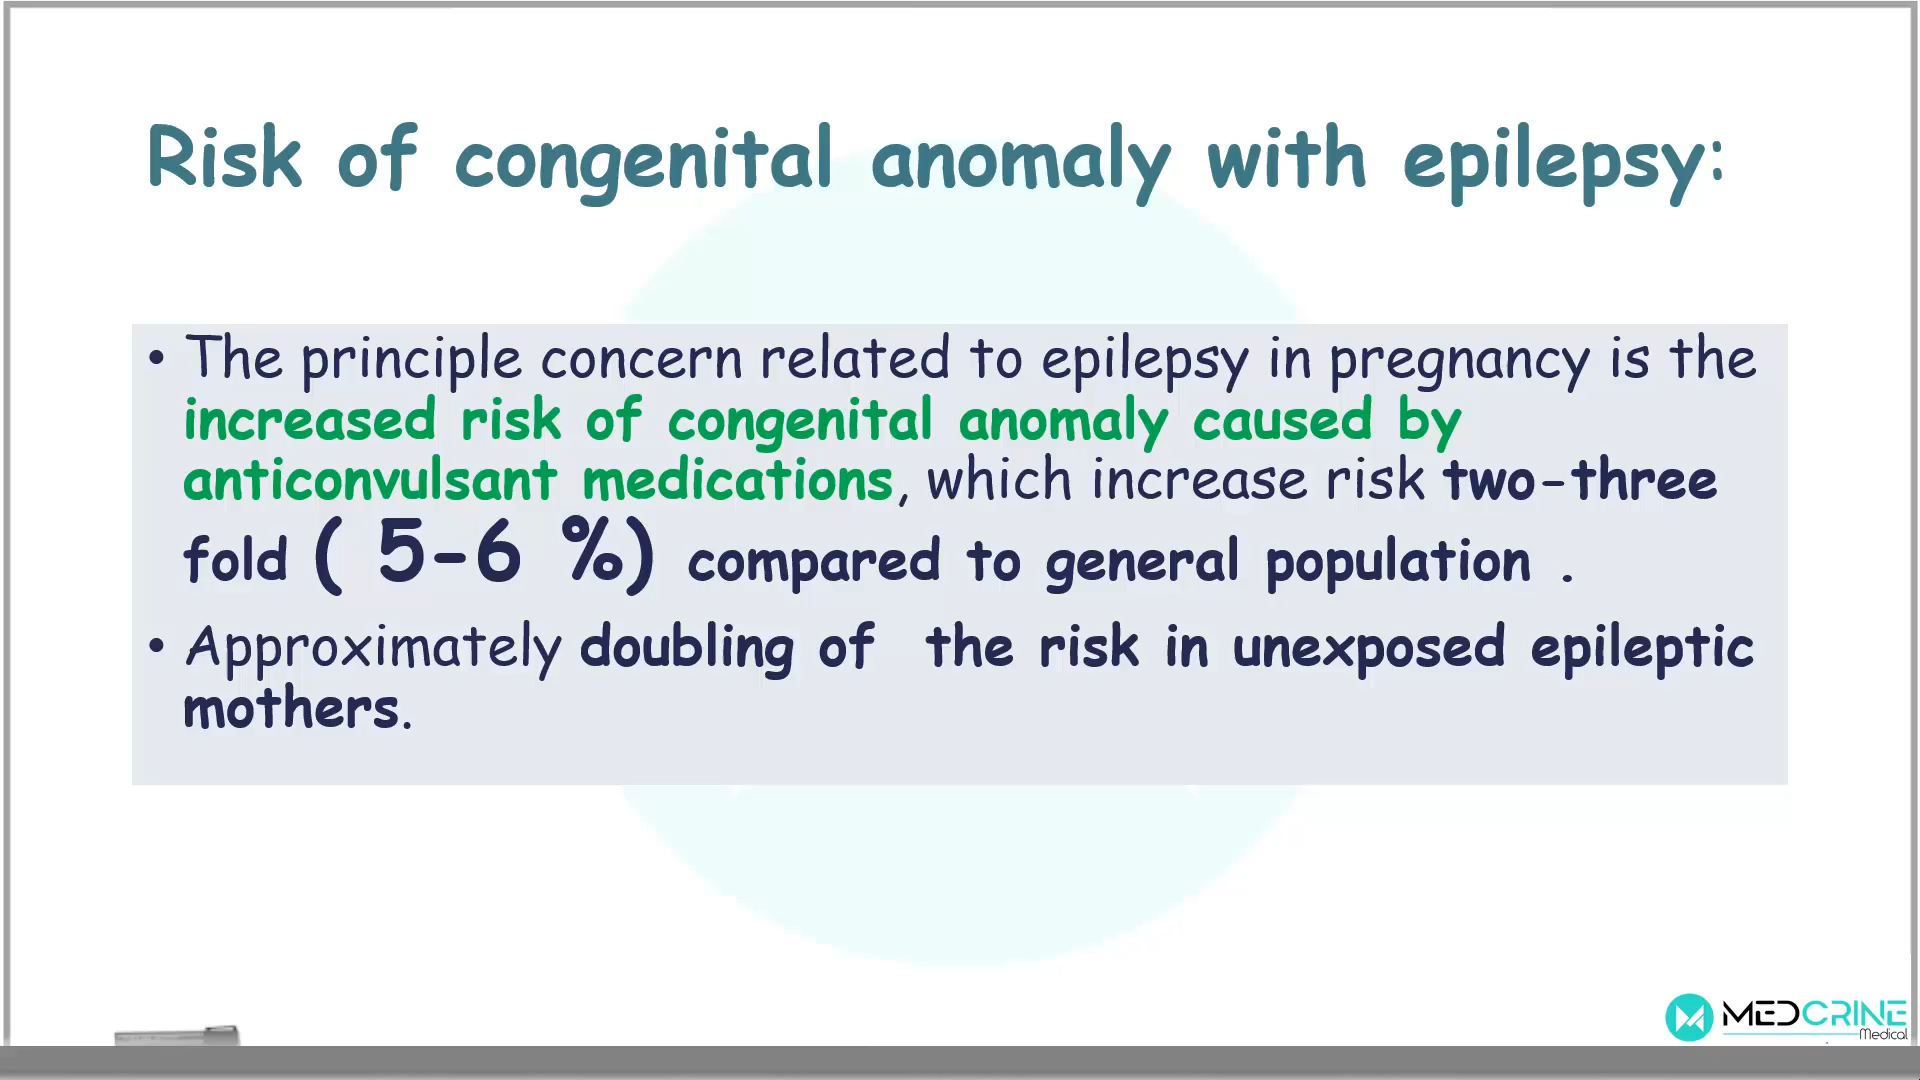 Risk of congenital anomaly with epilepsy:
• The principle concern related to epilepsy in pregnancy is the
increased risk of congenital anomaly caused by
anticonvulsant medications, which increase risk two-three
fold ( 5-6 %) compared to general population .
• Approximately doubling of the risk in unexposed epileptic
mothers.
MEDCRINE
Medical